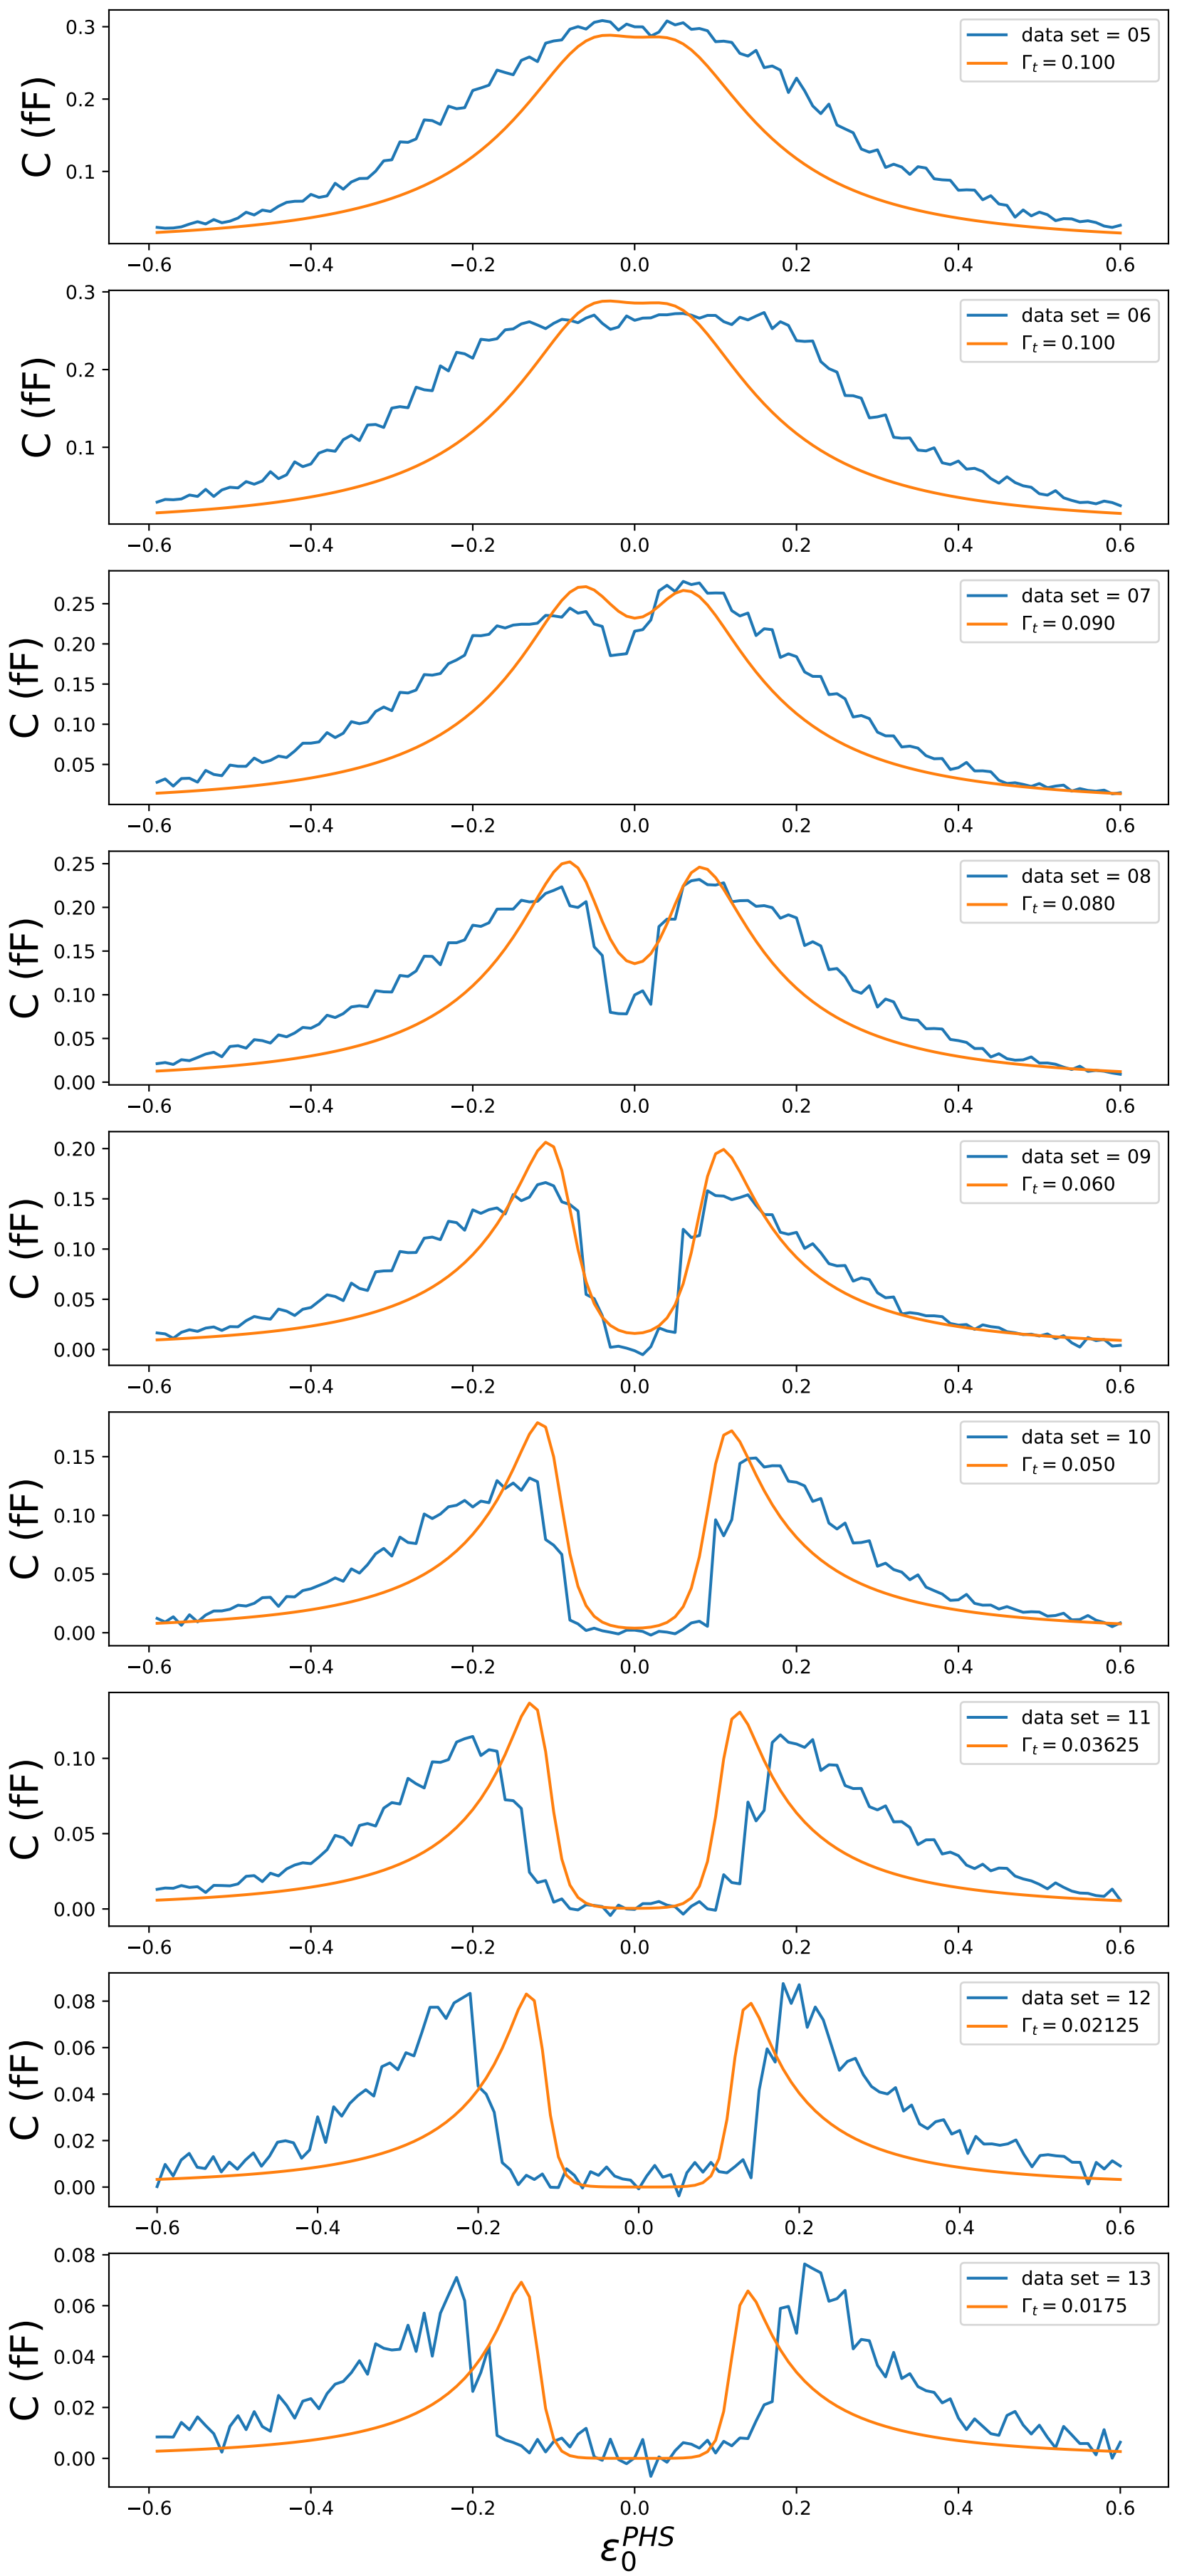 C (fF)
0.3
0.2
0.1
data set = 05
Γt = 0.100
−0.6 −0.4 −0.2 0.0 0.2 0.4 0.6
C (fF)
0.3
0.2
0.1
data set = 06
Γt = 0.100
−0.6 −0.4 −0.2 0.0 0.2 0.4 0.6
C (fF)
0.25
0.20
0.15
0.10
0.05
data set = 07
Γt = 0.090
−0.6 −0.4 −0.2 0.0 0.2 0.4 0.6
C (fF)
0.25
0.20
0.15
0.10
0.05
0.00
data set = 08
Γt = 0.080
−0.6 −0.4 −0.2 0.0 0.2 0.4 0.6
C (fF)
0.20
0.15
0.10
0.05
0.00
data set = 09
Γt = 0.060
−0.6 −0.4 −0.2 0.0 0.2 0.4 0.6
C (fF)
0.15
0.10
0.05
0.00
data set = 10
Γt = 0.050
−0.6 −0.4 −0.2 0.0 0.2 0.4 0.6
C (fF)
0.10
0.05
0.00
data set = 11
Γt = 0.03625
−0.6 −0.4 −0.2 0.0 0.2 0.4 0.6
C (fF)
0.08
0.06
0.04
0.02
0.00
data set = 12
Γt = 0.02125
−0.6 −0.4 −0.2 0.0 0.2 0.4 0.6
C (fF)
0.08
0.06
0.04
0.02
0.00
data set = 13
Γt = 0.0175
−0.6 −0.4 −0.2 0.0 0.2 0.4 0.6
ε0PHS